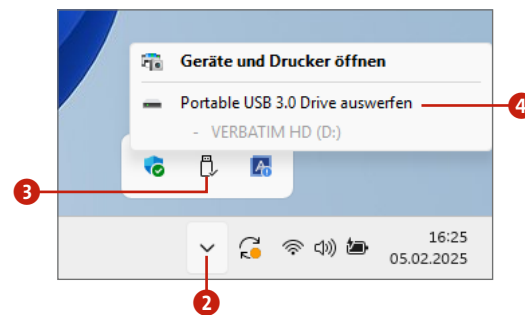 Geräte und Drucker öffnen
Portable USB 3.0 Drive auswerfen
4
- VERBATIM HD (D:)
3
16:25
05.02.2025
2